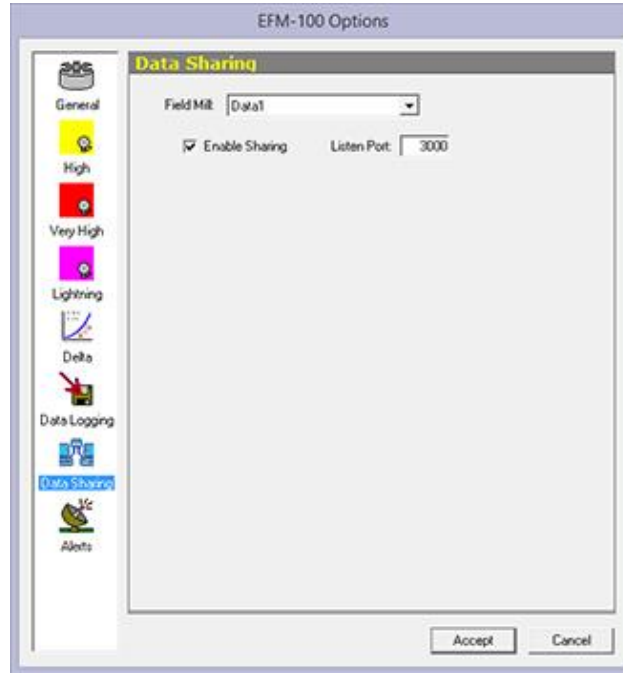 EFM-100 Options
General
High
Very High
Lightning
Delta
Data Logging
Data Sharing
Alerts
Data Sharing
Field Mill: Data1
Enable Sharing Listen Port: 3000
Accept Cancel